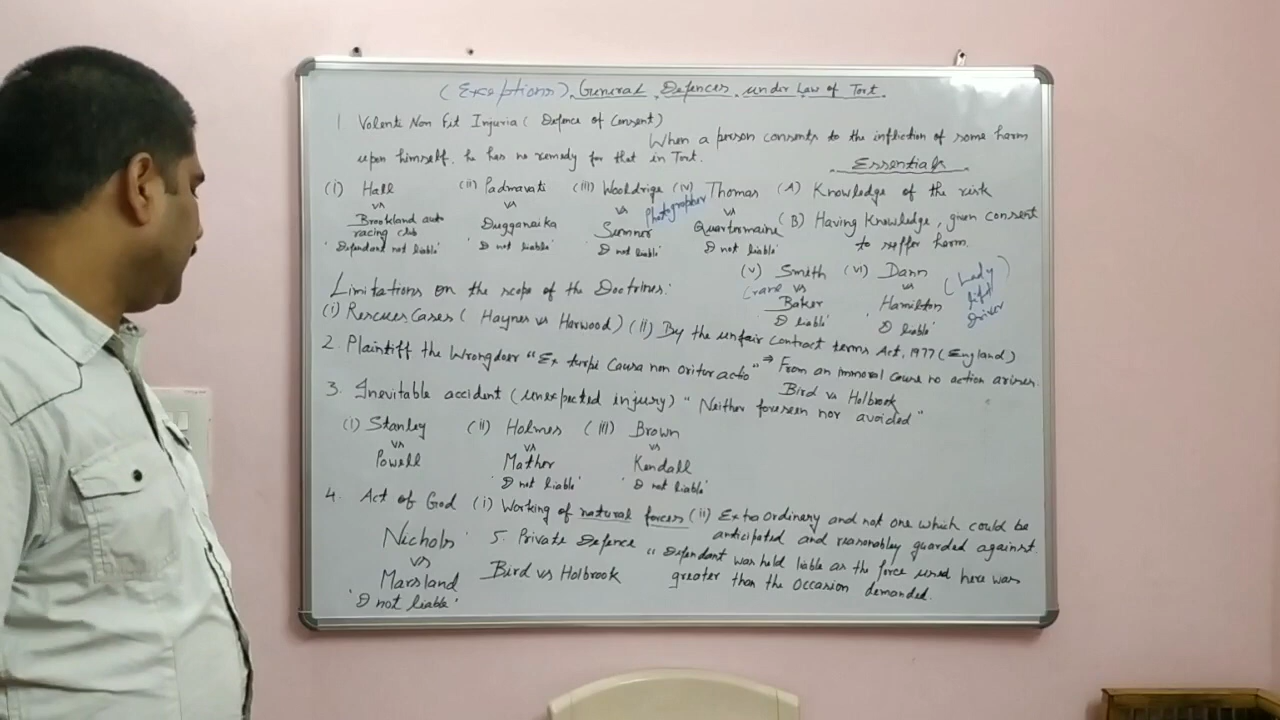 (Exceptions) General Defences under Law of Tort.
1 Volenti Non Fit Injuria (Defence of Consent)
When a person consents to the infliction of some harm
upon himself, he has no remedy for that in Tort.
Essentials
(i) Hall
vs
Brookland auto
racing club
'Defendant not liable'
(ii) Padmavati
vs
Dugganaika
'D not liable'
(iii) Wooldrige
vs
Sumner
'D not liable'
Photographer
(iv) Thomas
vs
Quartermaine
D not liable'
(A) Knowledge of the risk
(B) Having Knowledge, given consent
to suffer harm.
(v) Smith
vs
Baker
'D liable'
Crane
(vi) Dann
vs
Hamilton
'D liable'
(Lady
lift
driver
)
Limitations on the scope of the Doctrines:
(i) Rescues Cases (Haynes vs Harwood) (ii) By the unfair contract terms Act, 1977 (England)
2. Plaintiff the Wrongdoer "Ex turpi Causa non oritur actio" ⇒ From an immoral cause no action arises.
Bird vs Holbrook
3. Inevitable accident (unexpected injury) "Neither foreseen nor avoided"
(i) Stanley
vs
Powell
(ii) Holmes
vs
Mather
'D not liable'
(iii) Brown
vs
Kendall
'D not liable'
4. Act of God (i) Working of natural forces (ii) Extra Ordinary and not one which could be
anticipated and reasonabley guarded against.
Nichols
vs
Marsland
'D not liable'
5. Private Defence
Bird vs Holbrook
"Defendant was held liable as the force used here was
greater than the Occasion demanded.